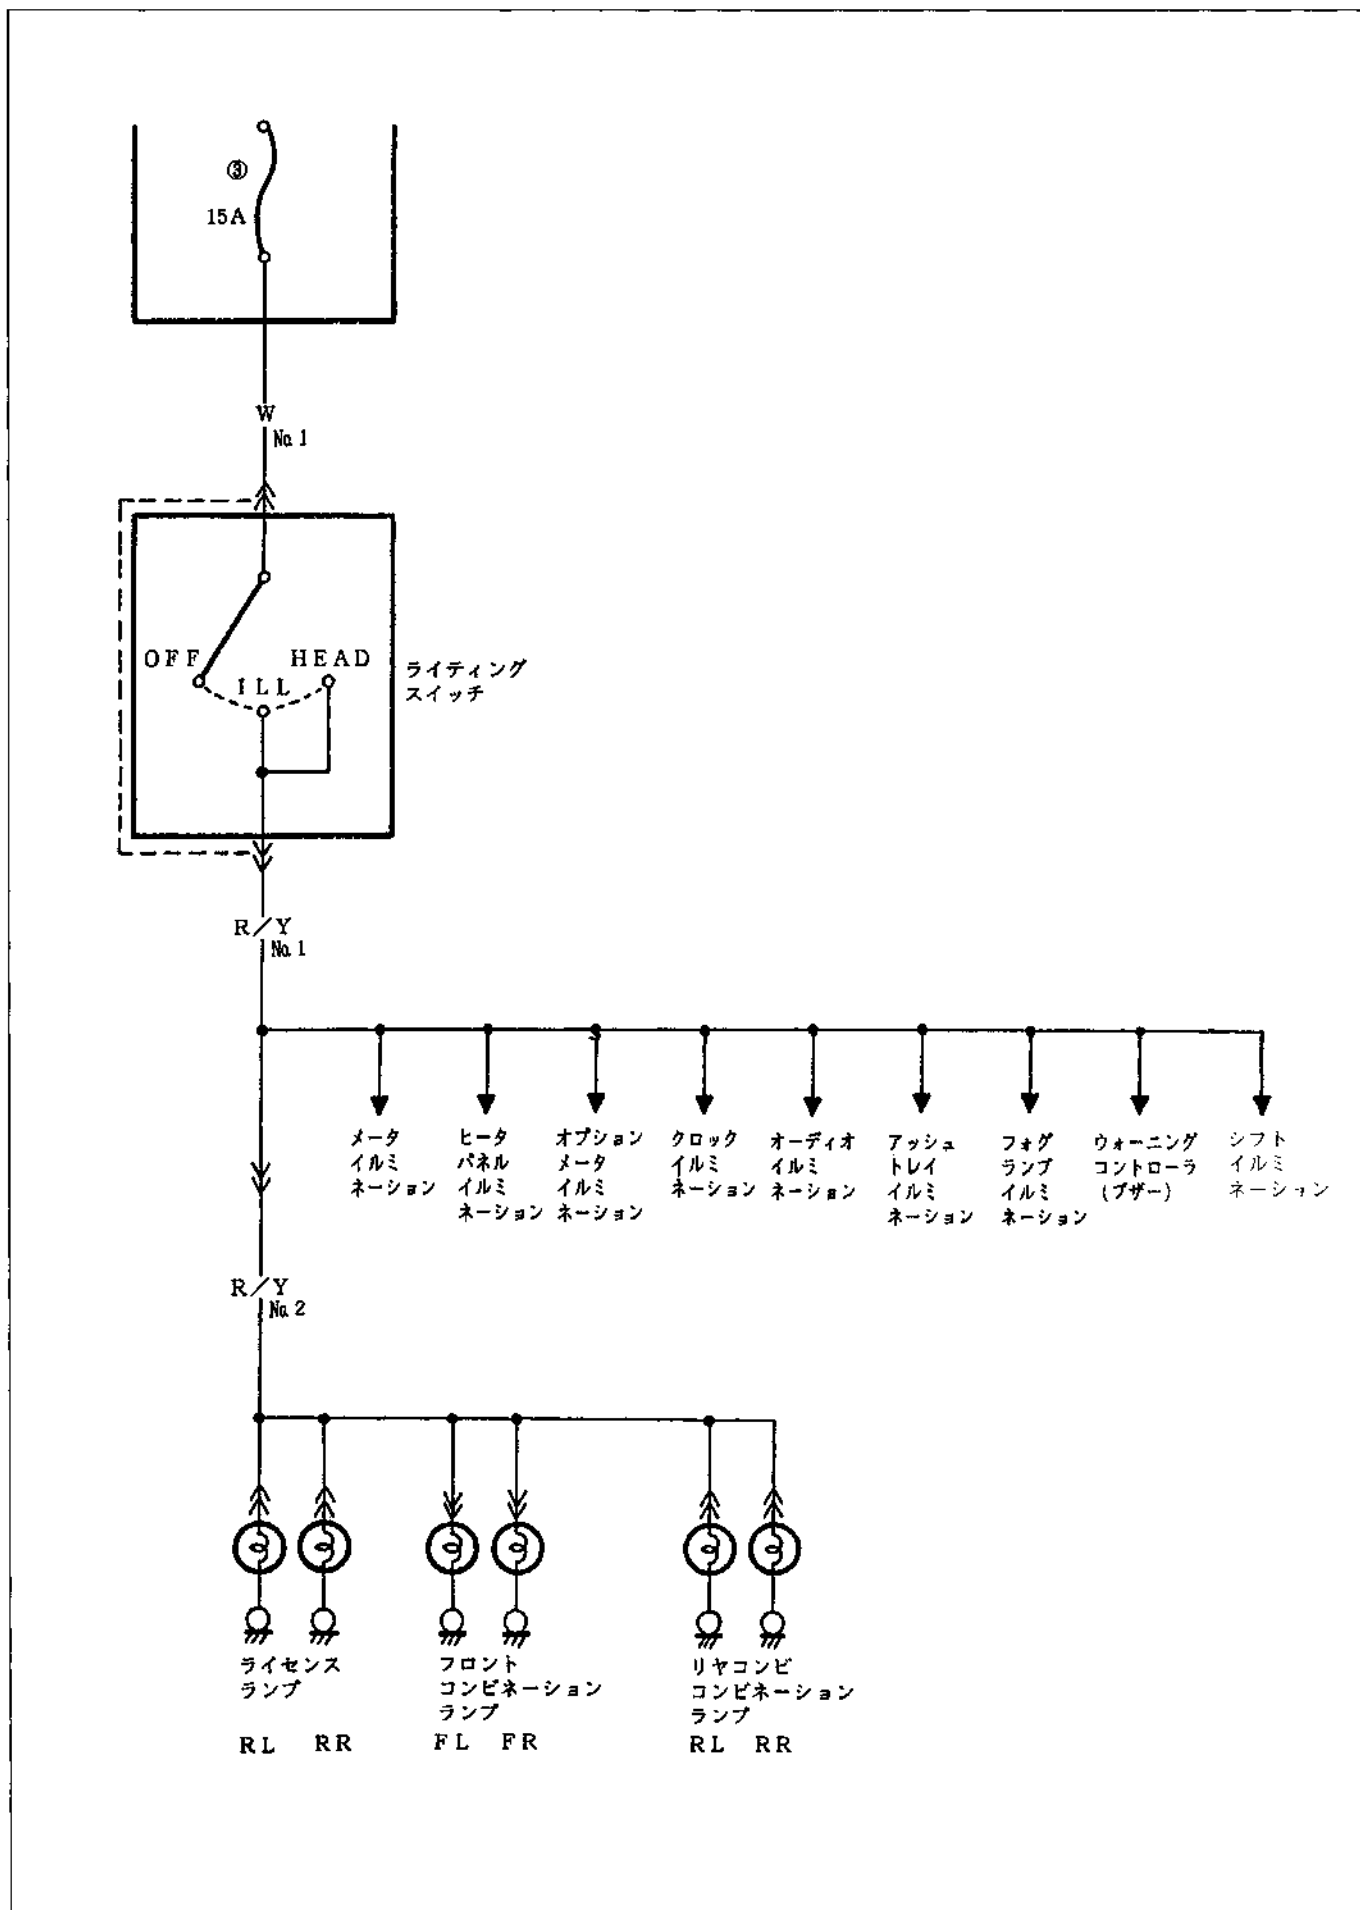 ③
15A
W
No.1
OFF
ILL
HEAD
ライティング
スイッチ
R/Y
No.1
メータ
イルミ
ネーション
ヒータ
パネル
イルミ
ネーション
オプション
メータ
イルミ
ネーション
クロック
イルミ
ネーション
オーディオ
イルミ
ネーション
アッシュ
トレイ
イルミ
ネーション
フォグ
ランプ
イルミ
ネーション
ウォーニング
コントローラ
(ブザー)
シフト
イルミ
ネーション
R/Y
No.2
ライセンス
ランプ
RL RR
フロント
コンビネーション
ランプ
FL FR
リヤコンビ
コンビネーション
ランプ
RL RR